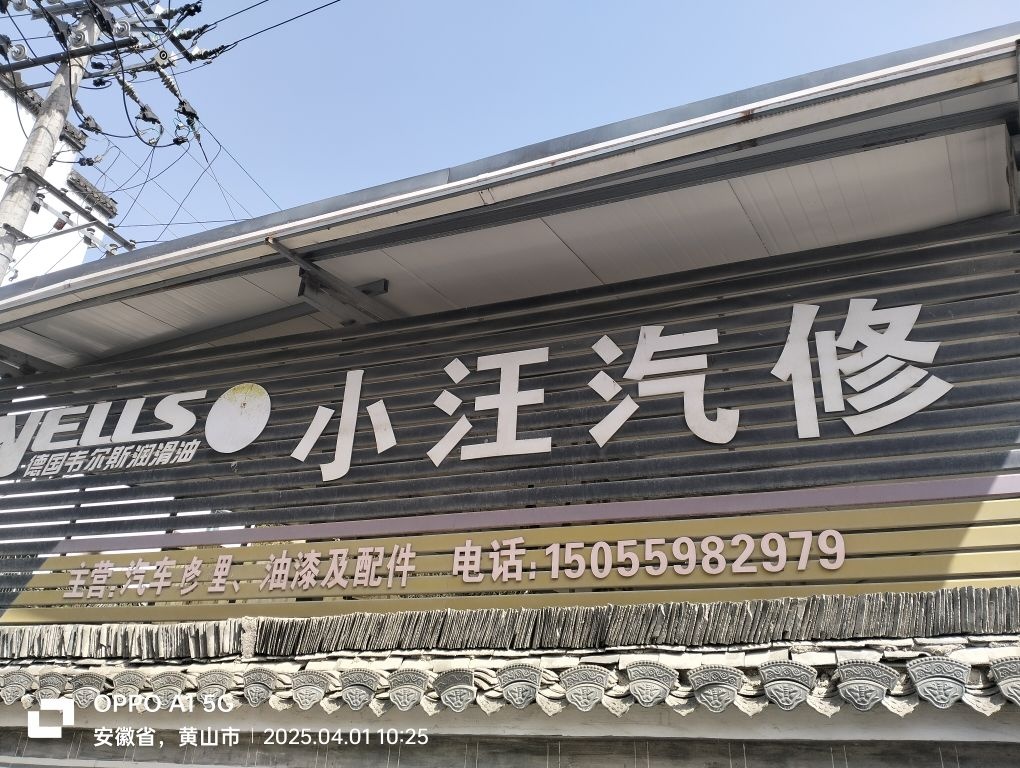 WELLS
德国韦尔斯润滑油
小汪汽修
主营:汽车修里、油漆及配件 电话:15055982979
OPPO A1 5G
安徽省，黄山市 | 2025.04.01 10:25